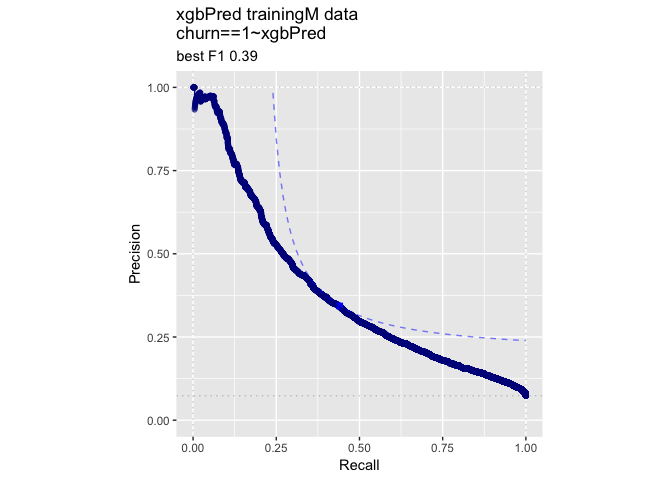 xgbPred trainingM data
churn==1~xgbPred
best F1 0.39
1.00
0.75
0.50
0.25
0.00
Precision
0.00 0.25 0.50 0.75 1.00
Recall